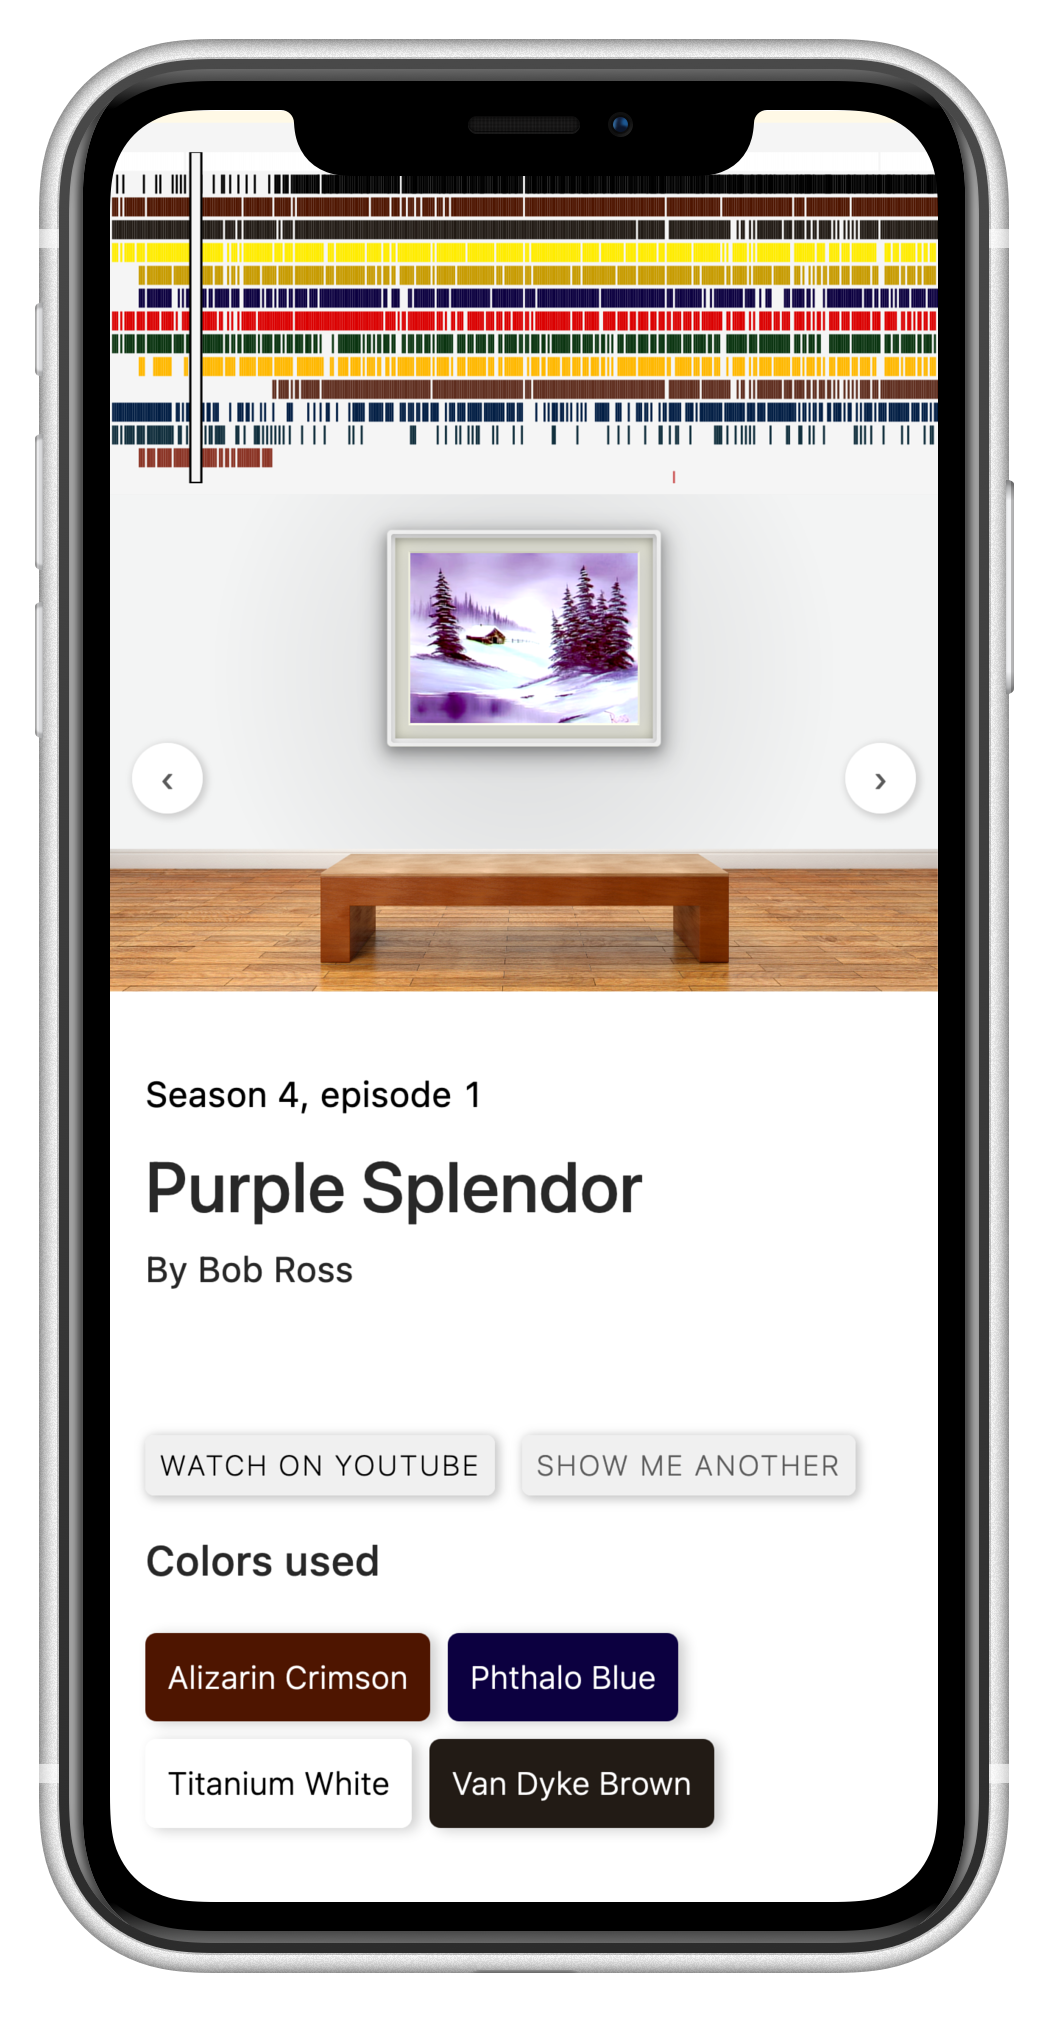 ‹
›
Season 4, episode 1
Purple Splendor
By Bob Ross
WATCH ON YOUTUBE
SHOW ME ANOTHER
Colors used
Alizarin Crimson
Phthalo Blue
Titanium White
Van Dyke Brown